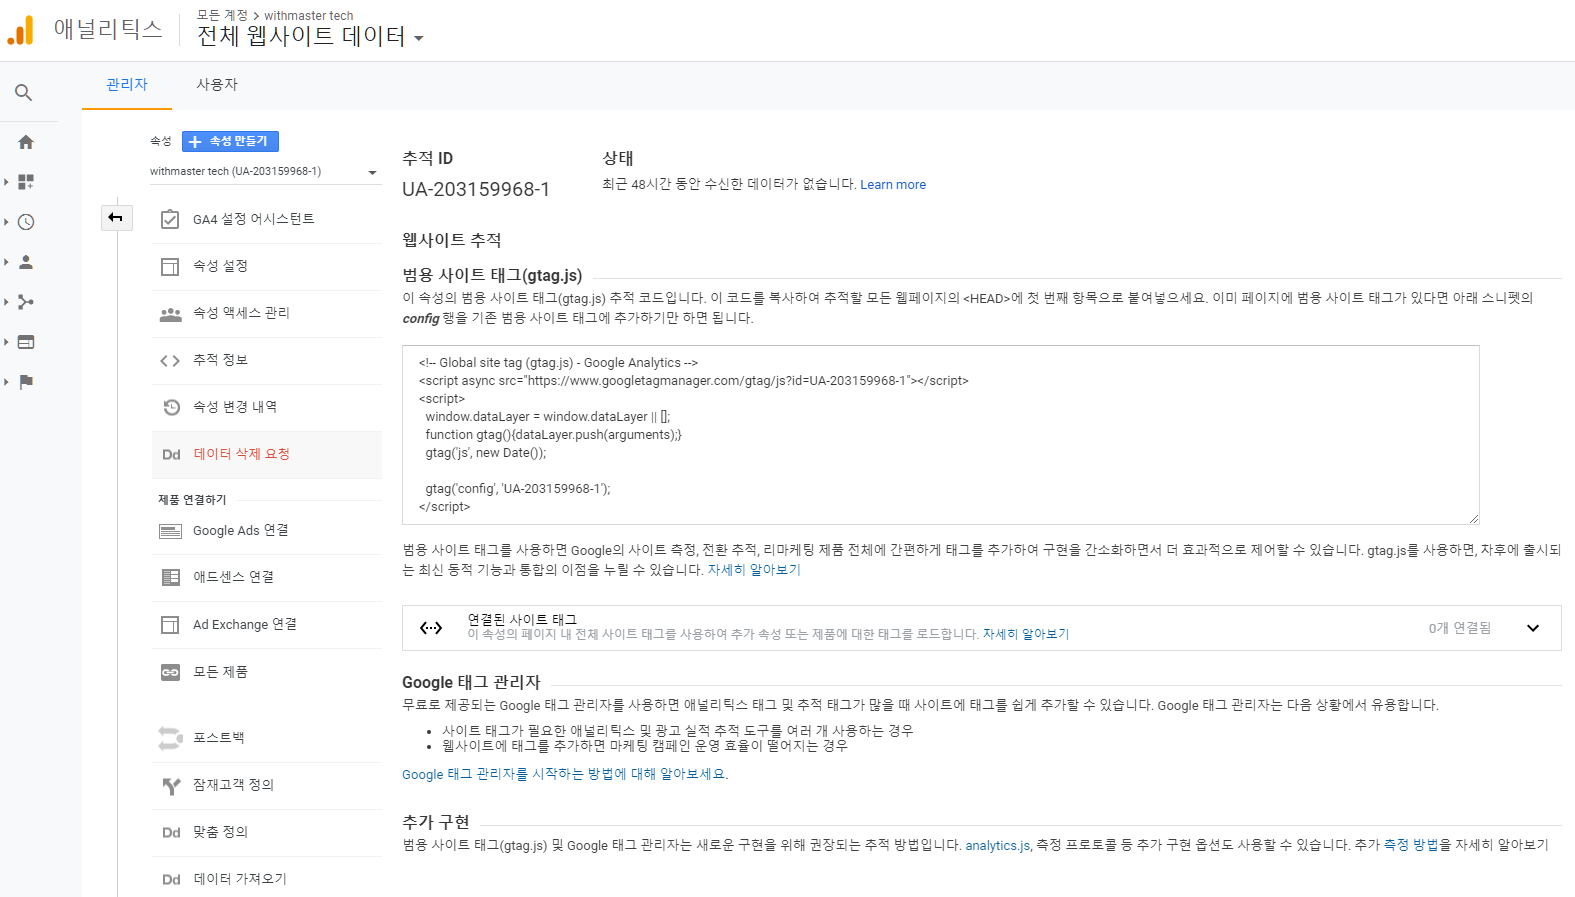 애널리틱스
모든 계정 > withmaster tech
전체 웹사이트 데이터
관리자
사용자
속성
+ 속성 만들기
withmaster tech (UA-203159968-1)
GA4 설정 어시스턴트
속성 설정
속성 액세스 관리
추적 정보
속성 변경 내역
Dd 데이터 삭제 요청
제품 연결하기
Google Ads 연결
애드센스 연결
Ad Exchange 연결
모든 제품
포스트백
잠재고객 정의
Dd 맞춤 정의
Dd 데이터 가져오기
추적 ID
UA-203159968-1
상태
최근 48시간 동안 수신한 데이터가 없습니다. Learn more
웹사이트 추적
범용 사이트 태그(gtag.js)
이 속성의 범용 사이트 태그(gtag.js) 추적 코드입니다. 이 코드를 복사하여 추적할 모든 웹페이지의 <HEAD>에 첫 번째 항목으로 붙여넣으세요. 이미 페이지에 범용 사이트 태그가 있다면 아래 스니펫의
config 행을 기존 범용 사이트 태그에 추가하기만 하면 됩니다.
<!-- Global site tag (gtag.js) - Google Analytics -->
<script async src="https://www.googletagmanager.com/gtag/js?id=UA-203159968-1"></script>
<script>
window.dataLayer = window.dataLayer || [];
function gtag(){dataLayer.push(arguments);}
gtag('js', new Date());
gtag('config', 'UA-203159968-1');
</script>
범용 사이트 태그를 사용하면 Google의 사이트 측정, 전환 추적, 리마케팅 제품 전체에 간편하게 태그를 추가하여 구현을 간소화하면서 더 효과적으로 제어할 수 있습니다. gtag.js를 사용하면, 차후에 출시되
는 최신 동적 기능과 통합의 이점을 누릴 수 있습니다. 자세히 알아보기
연결된 사이트 태그
이 속성의 페이지 내 전체 사이트 태그를 사용하여 추가 속성 또는 제품에 대한 태그를 로드합니다. 자세히 알아보기
0개 연결됨
Google 태그 관리자
무료로 제공되는 Google 태그 관리자를 사용하면 애널리틱스 태그 및 추적 태그가 많을 때 사이트에 태그를 쉽게 추가할 수 있습니다. Google 태그 관리자는 다음 상황에서 유용합니다.
• 사이트 태그가 필요한 애널리틱스 및 광고 실적 추적 도구를 여러 개 사용하는 경우
• 웹사이트에 태그를 추가하면 마케팅 캠페인 운영 효율이 떨어지는 경우
Google 태그 관리자를 시작하는 방법에 대해 알아보세요.
추가 구현
범용 사이트 태그(gtag.js) 및 Google 태그 관리자는 새로운 구현을 위해 권장되는 추적 방법입니다. analytics.js, 측정 프로토콜 등 추가 구현 옵션도 사용할 수 있습니다. 추가 측정 방법을 자세히 알아보기